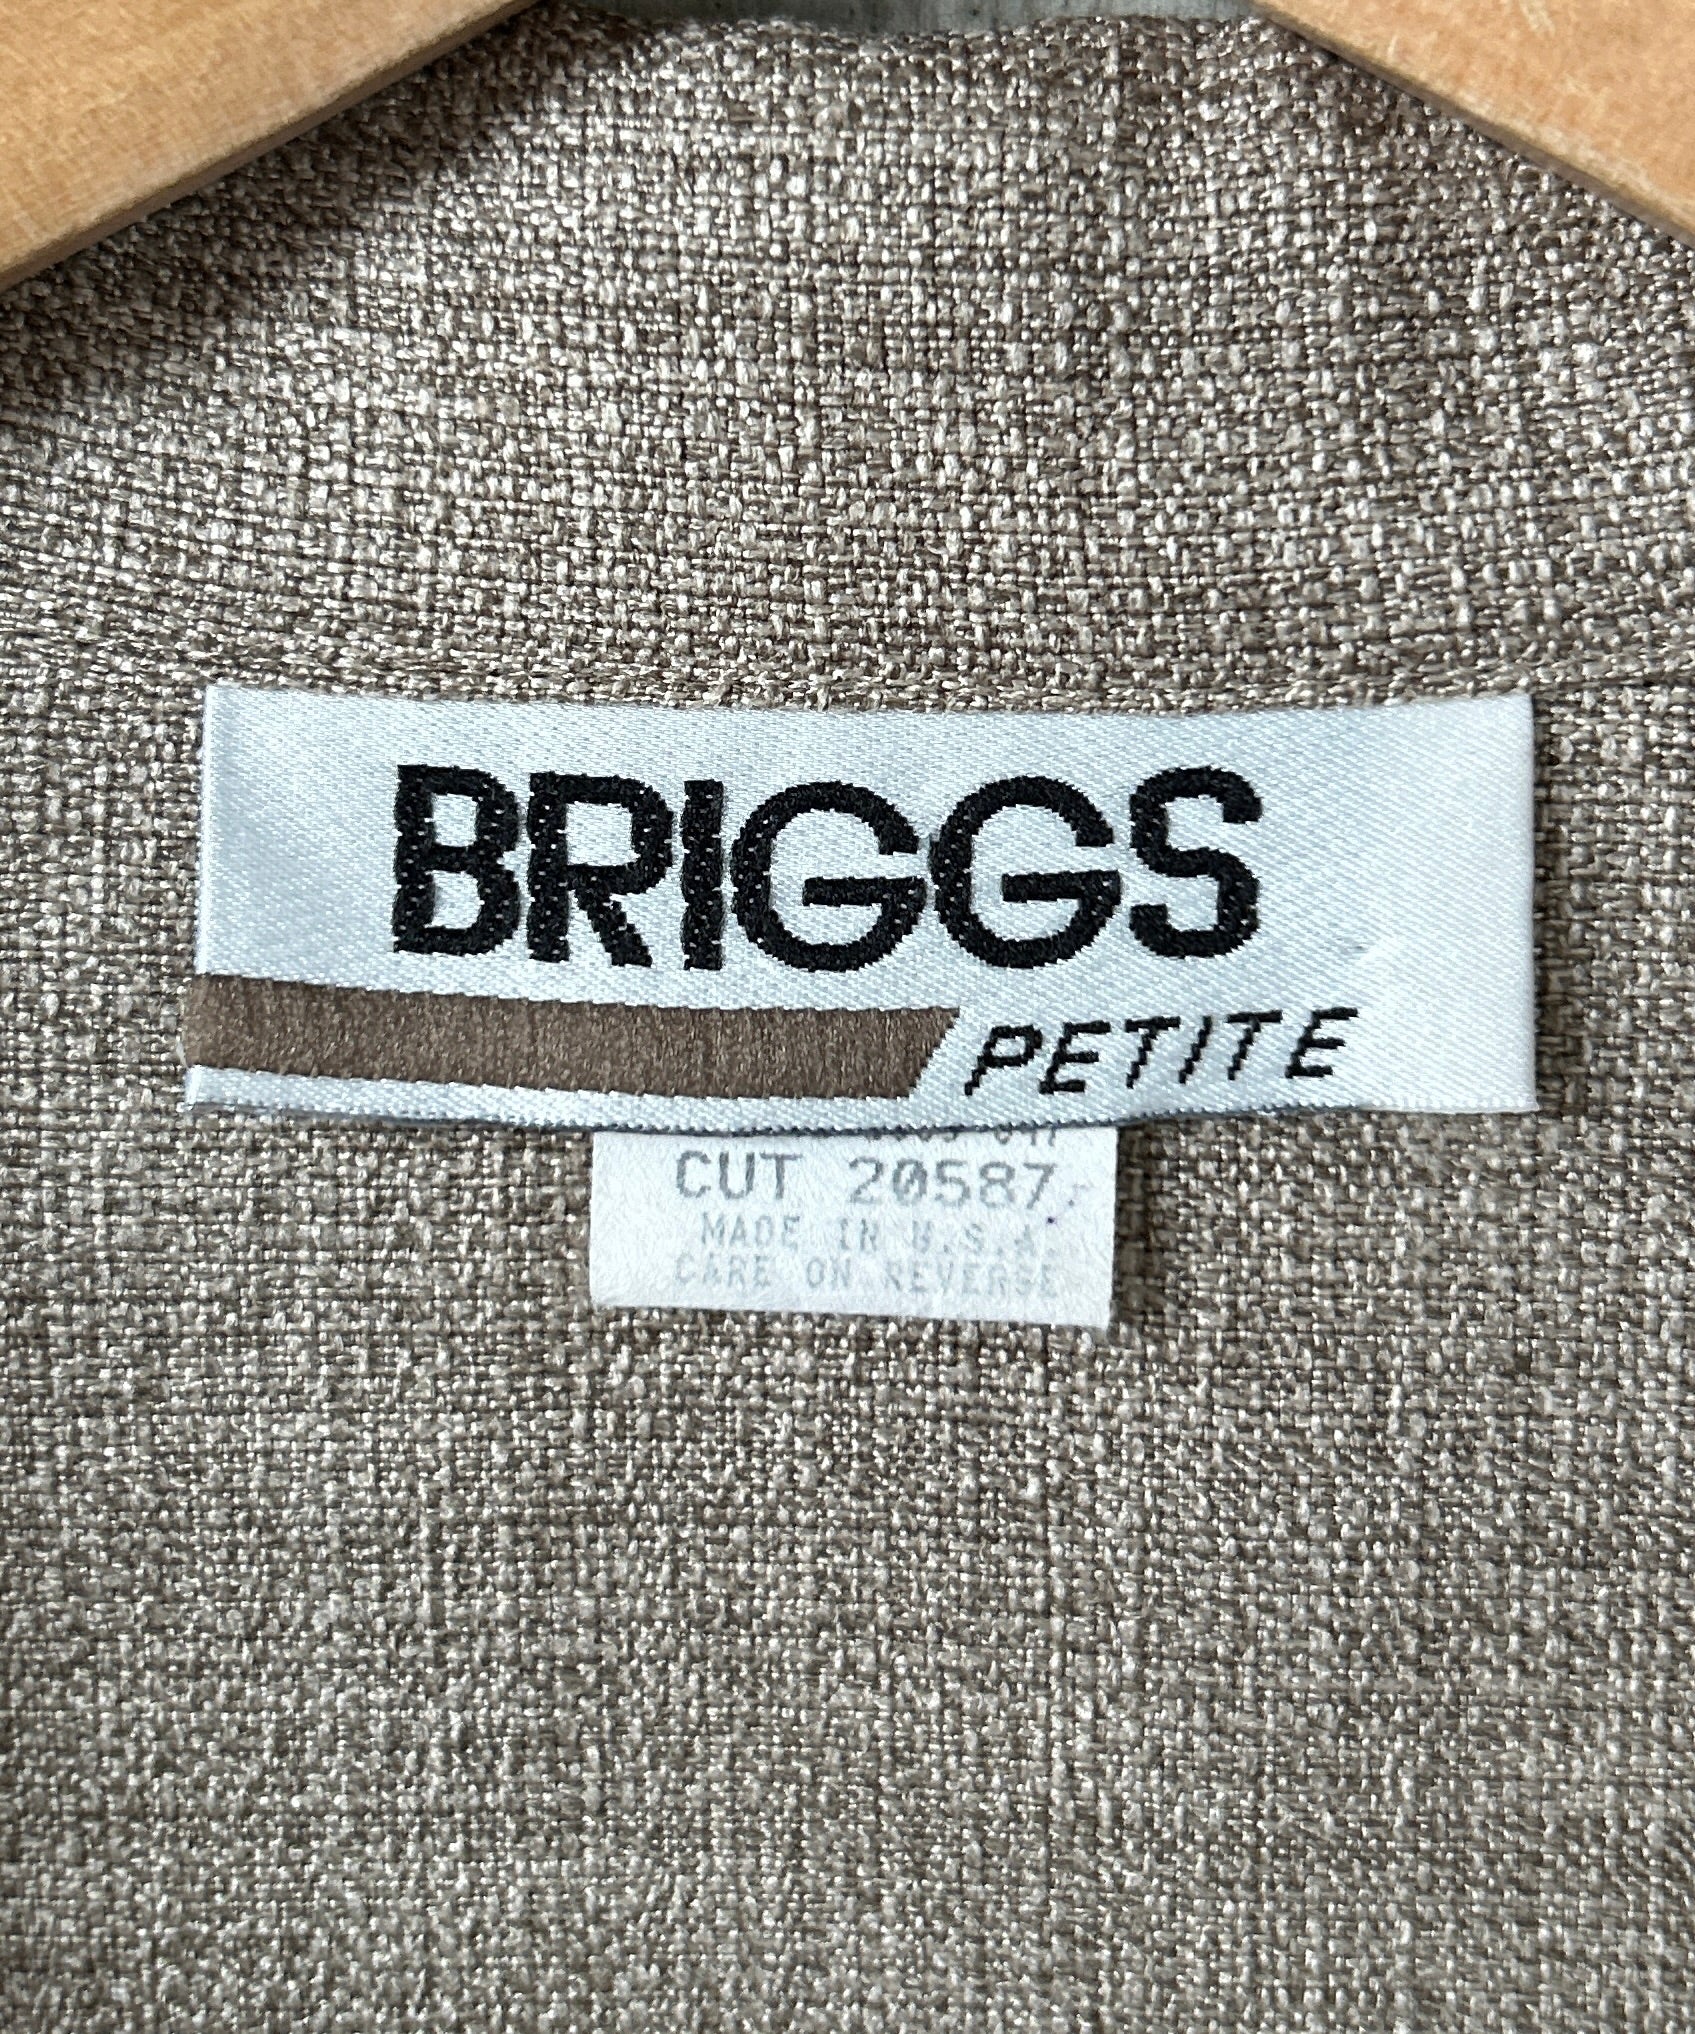 BRIGGS
PETITE
CUT 20587
MADE IN U.S.A.
CARE ON REVERSE